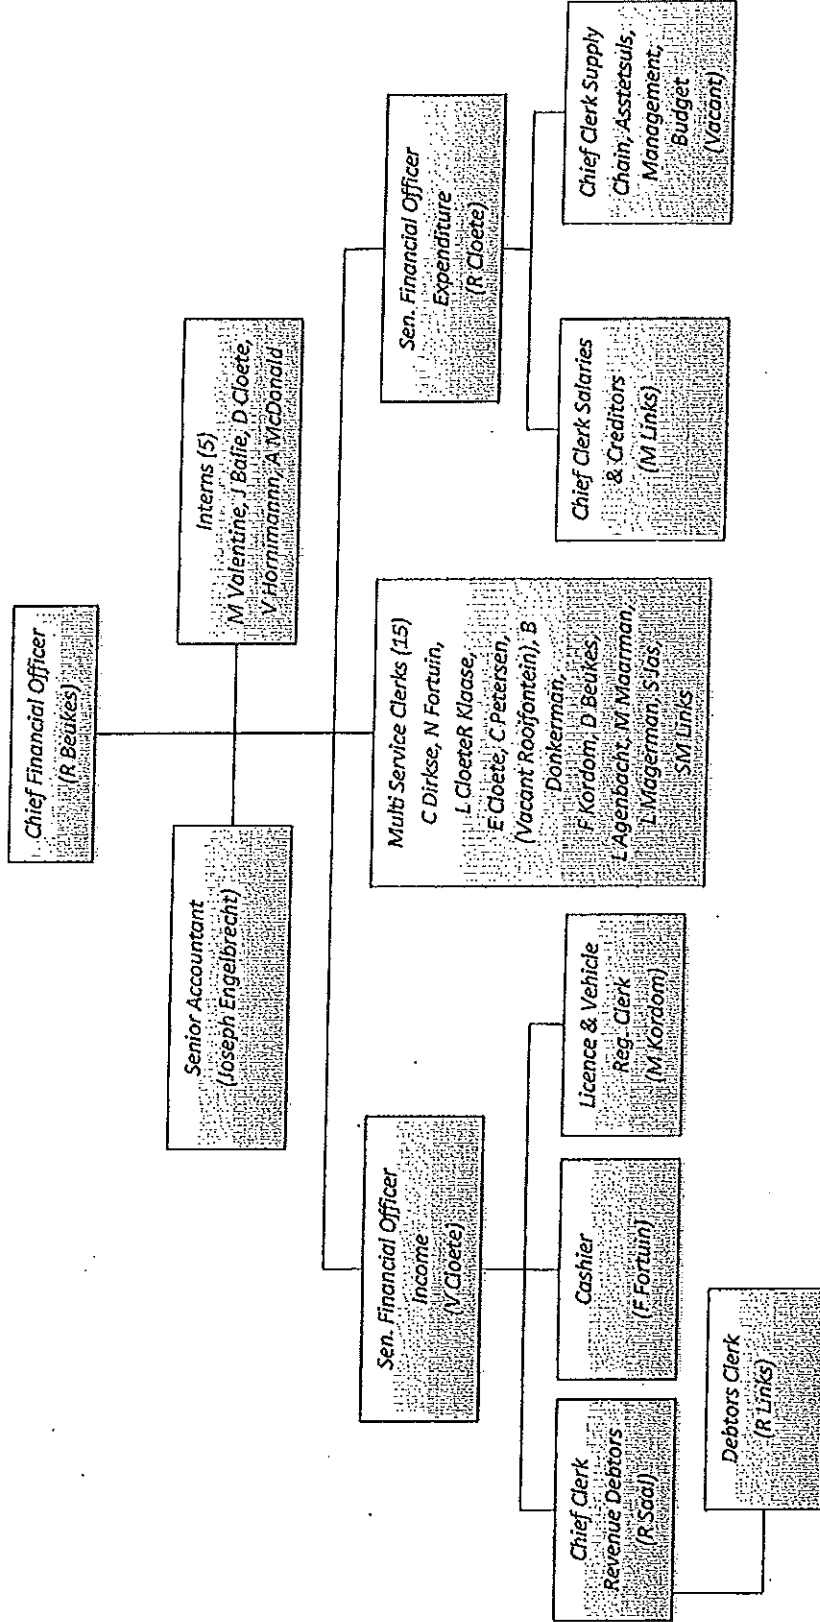 Chief Financial Officer
(R Beukes)
Senior Accountant
(Joseph Engelbrecht)
Interns (5)
M Valentine, J Balie, D Cloete,
V Hornimannn, A McDonald
Sen. Financial Officer
Income
(V Cloete)
Multi Service Clerks (15)
C Dirkse, N Fortuin,
L CloeteR Klaase,
E Cloete, C Petersen,
(Vacant Rooifontein), B
Donkerman,
F Kordom, D Beukes,
L Agenbacht, M Maarman,
L Magerman, S Jas,
SM Links
Sen. Financial Officer
Expenditure
(R Cloete)
Chief Clerk
Revenue Debtors
(R Saal)
Cashier
(F Fortuin)
Licence & Vehicle
Reg- Clerk
(M Kordom)
Chief Clerk Salaries
& Creditors
(M Links)
Chief Clerk Supply
Chain, Asstetsuls,
Management,
Budget
(Vacant)
Debtors Clerk
(R Links)